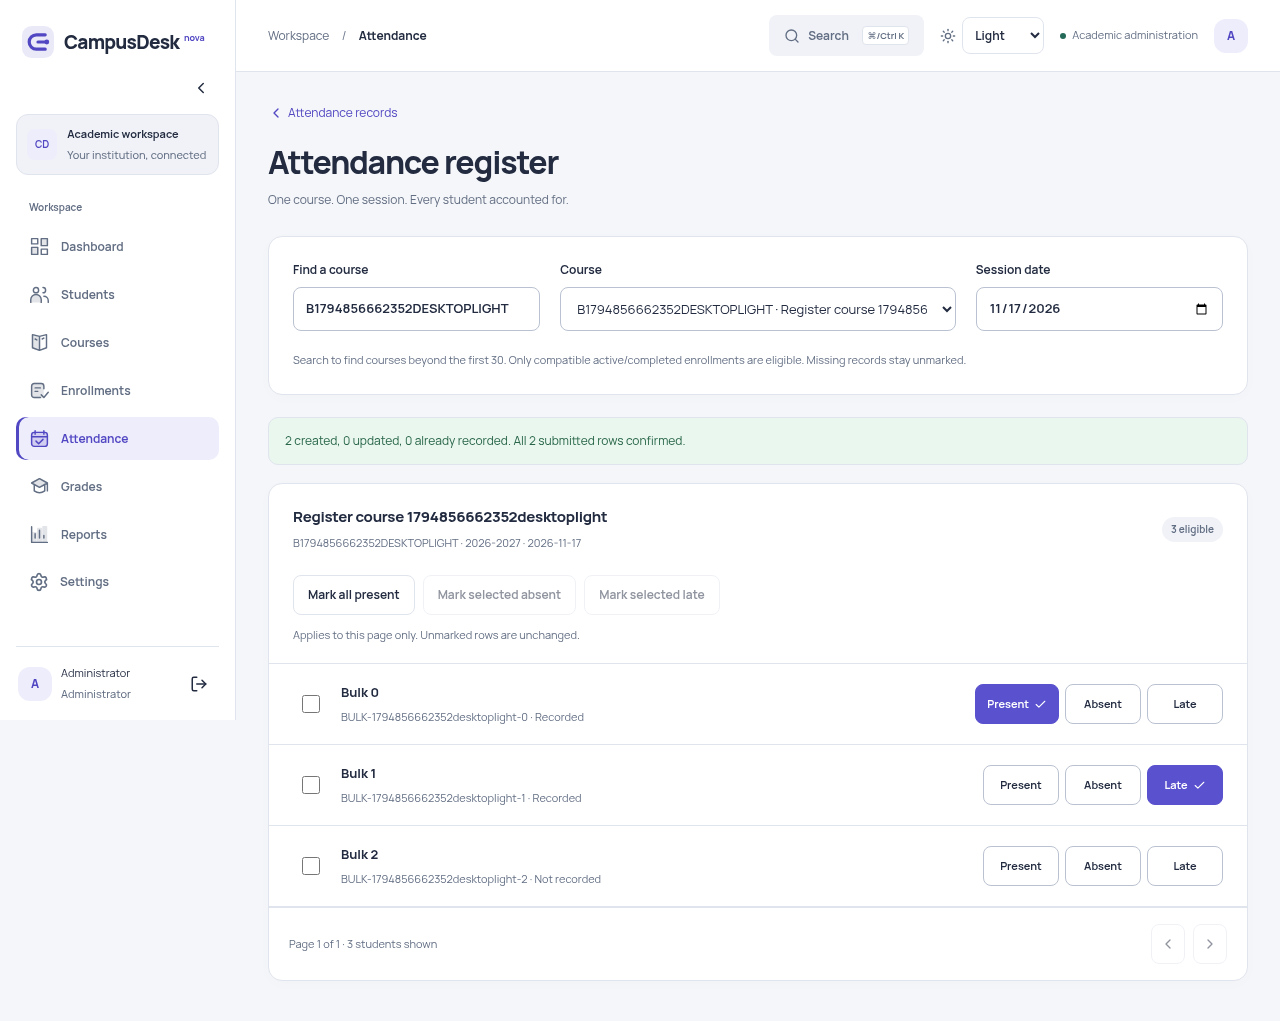 CampusDesk nova
CD
Academic workspace
Your institution, connected
Workspace
Dashboard
Students
Courses
Enrollments
Attendance
Grades
Reports
Settings
A
Administrator
Administrator
Workspace / Attendance
Search ⌘/Ctrl K
Light
Academic administration
A
Attendance records
Attendance register
One course. One session. Every student accounted for.
Find a course
B1794856662352DESKTOPLIGHT
Course
B1794856662352DESKTOPLIGHT · Register course 1794856
Session date
11/17/2026
Search to find courses beyond the first 30. Only compatible active/completed enrollments are eligible. Missing records stay unmarked.
2 created, 0 updated, 0 already recorded. All 2 submitted rows confirmed.
Register course 1794856662352desktoplight
B1794856662352DESKTOPLIGHT · 2026-2027 · 2026-11-17
3 eligible
Mark all present
Mark selected absent
Mark selected late
Applies to this page only. Unmarked rows are unchanged.
Bulk 0
BULK-1794856662352desktoplight-0 · Recorded
Present
Absent
Late
Bulk 1
BULK-1794856662352desktoplight-1 · Recorded
Present
Absent
Late
Bulk 2
BULK-1794856662352desktoplight-2 · Not recorded
Present
Absent
Late
Page 1 of 1 · 3 students shown